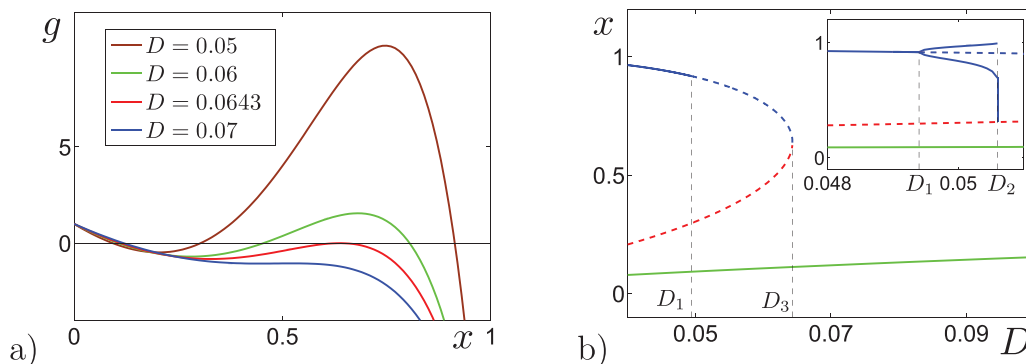 g
D = 0.05
D = 0.06
D = 0.0643
D = 0.07
5
0
0
0.5
x
1
a)
x
1
0.5
0
D₁
D₃
0.05
0.07
0.09
D
b)
1
0
0.048
D₁
0.05
D₂